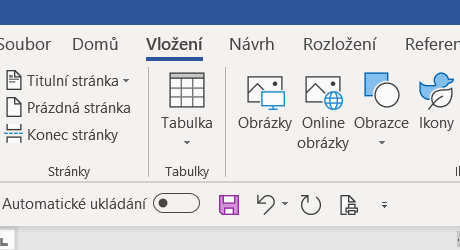 Soubor Domů Vložení Návrh Rozložení Referen
Titulní stránka
Prázdná stránka
Konec stránky
Tabulka
Obrázky
Online
obrázky
Obrazce
Ikony
Stránky
Tabulky
Automatické ukládání